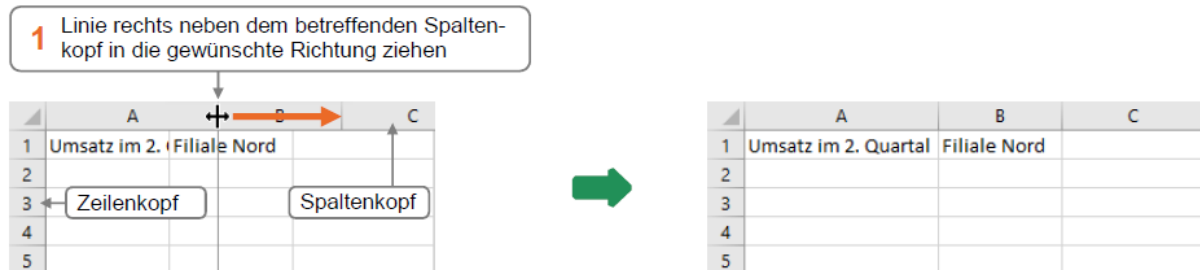 1 Linie rechts neben dem betreffenden Spalten-
kopf in die gewünschte Richtung ziehen
A B C
1 Umsatz im 2. Filiale Nord
2
3 Zeilenkopf Spaltenkopf
4
5
A B C
1 Umsatz im 2. Quartal Filiale Nord
2
3
4
5